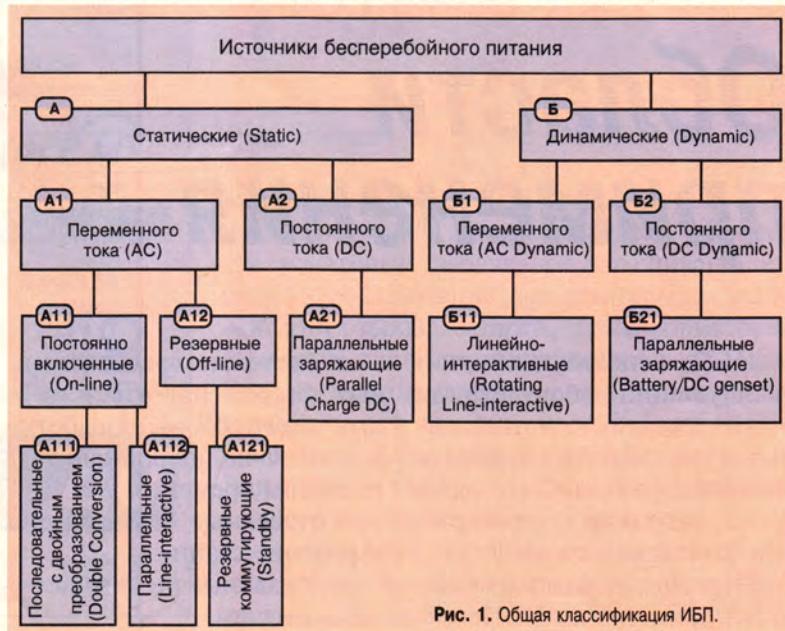 Источники бесперебойного питания
А
Статические (Static)
Б
Динамические (Dynamic)
А1
Переменного
тока (AC)
А2
Постоянного
тока (DC)
Б1
Переменного
тока (AC Dynamic)
Б2
Постоянного
тока (DC Dynamic)
А11
Постоянно
включенные
(On-line)
А12
Резервные
(Off-line)
А21
Параллельные
заряжающие
(Parallel
Charge DC)
Б11
Линейно-
интерактивные
(Rotating
Line-interactive)
Б21
Параллельные
заряжающие
(Battery/DC genset)
А111
Последовательные
с двойным
преобразованием
(Double Conversion)
А112
Параллельные
(Line-interactive)
А121
Резервные
коммутирующие
(Standby)
Рис. 1. Общая классификация ИБП.